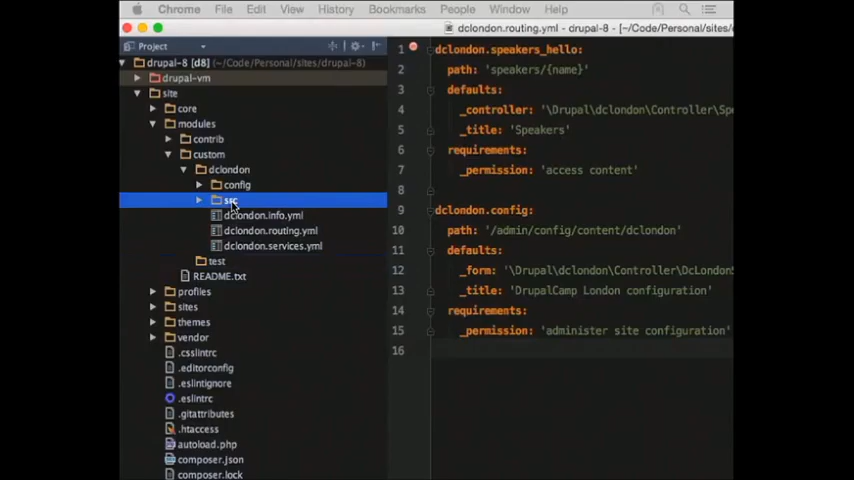 Chrome File Edit View History Bookmarks People Window Help
dclondon.routing.yml - drupal-8 - [~/Code/Personal/sites/
Project
drupal-8 [d8] (~/Code/Personal/sites/drupal-8)
drupal-vm
site
core
modules
contrib
custom
dclondon
config
src
dclondon.info.yml
dclondon.routing.yml
dclondon.services.yml
test
README.txt
profiles
sites
themes
vendor
.csslintrc
.editorconfig
.eslintignore
.eslintrc
.gitattributes
.htaccess
autoload.php
composer.json
composer.lock
1 dclondon.speakers_hello:
2 path: 'speakers/{name}'
3 defaults:
4 _controller: '\Drupal\dclondon\Controller\Spe
5 _title: 'Speakers'
6 requirements:
7 _permission: 'access content'
8
9 dclondon.config:
10 path: '/admin/config/content/dclondon'
11 defaults:
12 _form: '\Drupal\dclondon\Controller\DcLondonS
13 _title: 'DrupalCamp London configuration'
14 requirements:
15 _permission: 'administer site configuration'
16